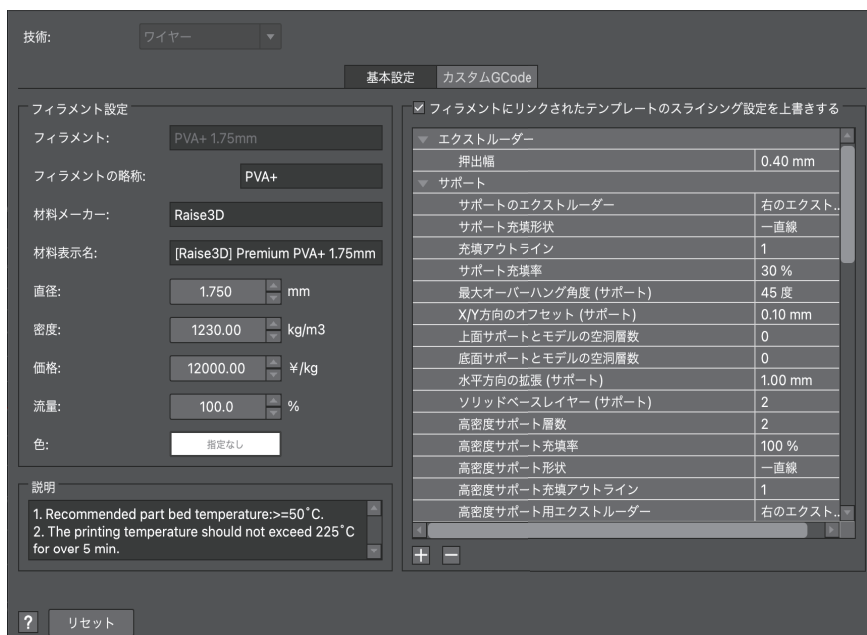 技術:
ワイヤー
基本設定
カスタムGCode
フィラメント設定
フィラメント:
PVA+ 1.75mm
フィラメントの略称:
PVA+
材料メーカー:
Raise3D
材料表示名:
[Raise3D] Premium PVA+ 1.75mm
直径:
1.750
mm
密度:
1230.00
kg/m3
価格:
12000.00
¥/kg
流量:
100.0
%
色:
指定なし
説明
1. Recommended part bed temperature:>=50˚C.
2. The printing temperature should not exceed 225˚C
for over 5 min.
フィラメントにリンクされたテンプレートのスライシング設定を上書きする
エクストルーダー
押出幅 0.40 mm
サポート
サポートのエクストルーダー 右のエクスト..
サポート充填形状 一直線
充填アウトライン 1
サポート充填率 30 %
最大オーバーハング角度 (サポート) 45 度
X/Y方向のオフセット (サポート) 0.10 mm
上面サポートとモデルの空洞層数 0
底面サポートとモデルの空洞層数 0
水平方向の拡張 (サポート) 1.00 mm
ソリッドベースレイヤー (サポート) 2
高密度サポート層数 2
高密度サポート充填率 100 %
高密度サポート形状 一直線
高密度サポート充填アウトライン 1
高密度サポート用エクストルーダー 右のエクスト..
?
リセット